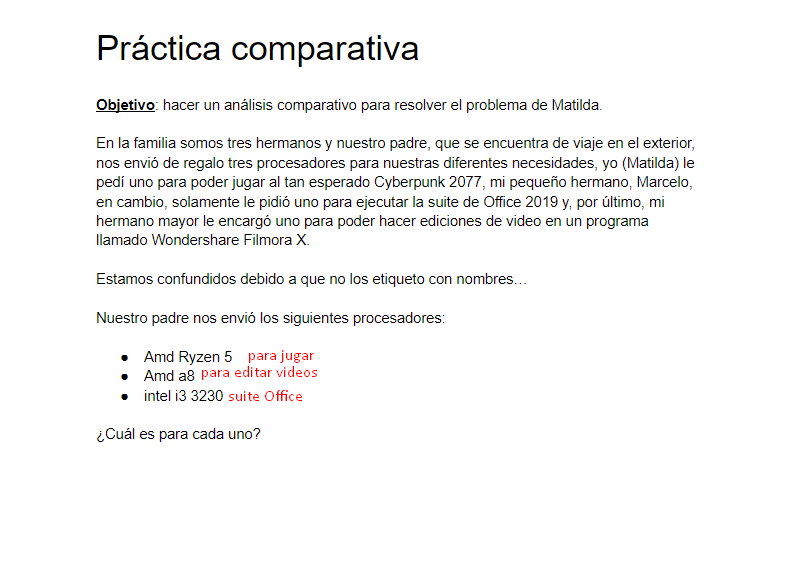 Práctica comparativa
Objetivo: hacer un análisis comparativo para resolver el problema de Matilda.
En la familia somos tres hermanos y nuestro padre, que se encuentra de viaje en el exterior,
nos envió de regalo tres procesadores para nuestras diferentes necesidades, yo (Matilda) le
pedí uno para poder jugar al tan esperado Cyberpunk 2077, mi pequeño hermano, Marcelo,
en cambio, solamente le pidió uno para ejecutar la suite de Office 2019 y, por último, mi
hermano mayor le encargó uno para poder hacer ediciones de video en un programa
llamado Wondershare Filmora X.
Estamos confundidos debido a que no los etiqueto con nombres…
Nuestro padre nos envió los siguientes procesadores:
● Amd Ryzen 5 para jugar
● Amd a8 para editar videos
● intel i3 3230 suite Office
¿Cuál es para cada uno?